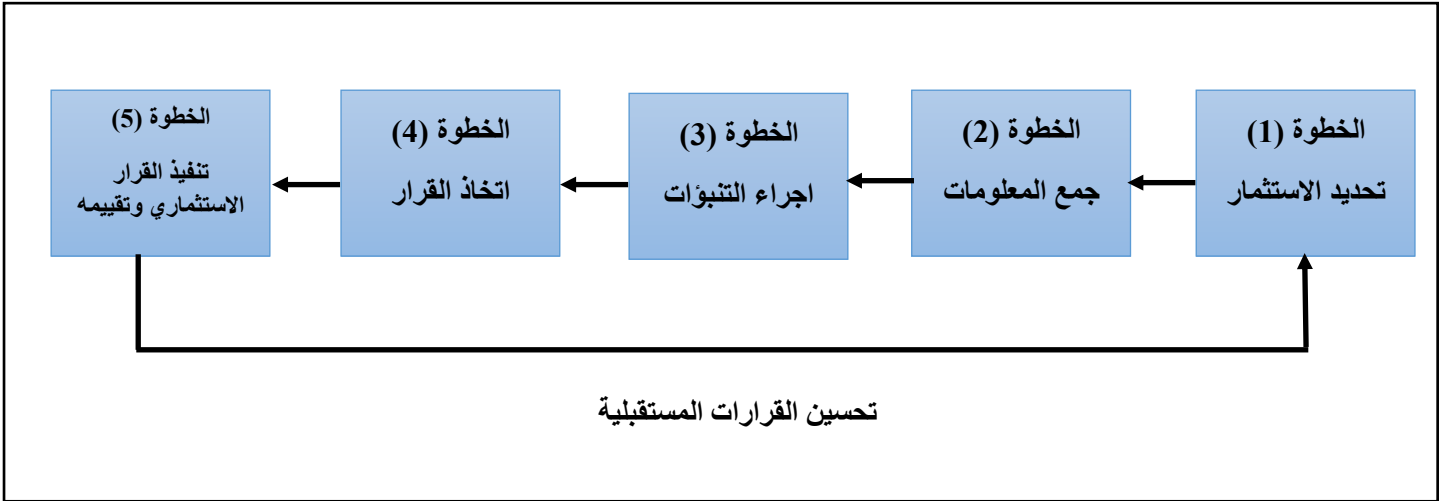 الخطوة (1)
تحديد الاستثمار
الخطوة (2)
جمع المعلومات
الخطوة (3)
اجراء التنبؤات
الخطوة (4)
اتخاذ القرار
الخطوة (5)
تنفيذ القرار
الاستثماري وتقييمه
تحسين القرارات المستقبلية